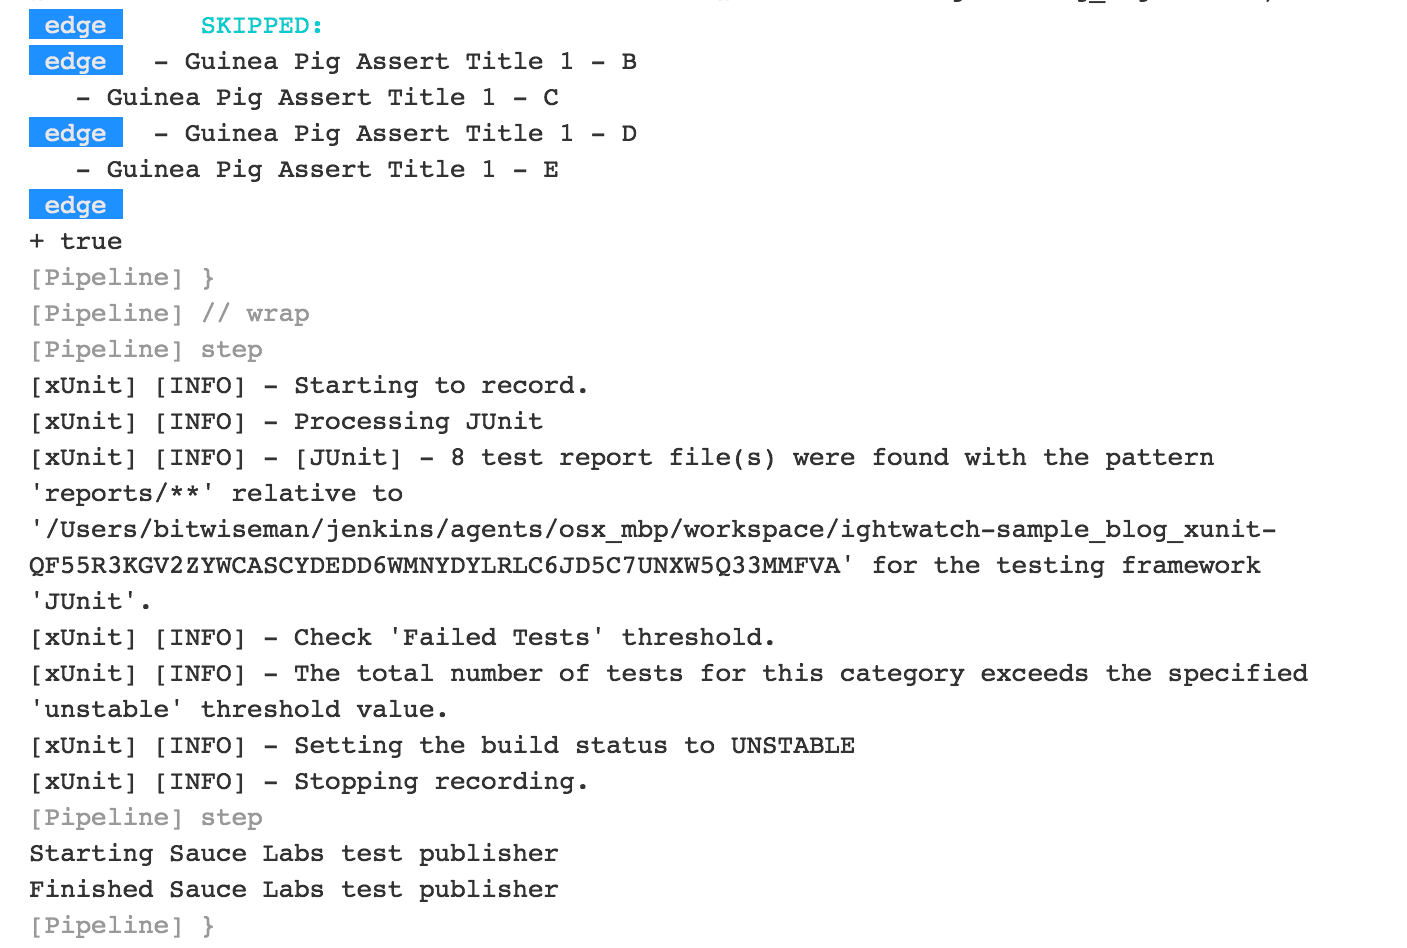 edge SKIPPED:
edge - Guinea Pig Assert Title 1 - B
- Guinea Pig Assert Title 1 - C
edge - Guinea Pig Assert Title 1 - D
- Guinea Pig Assert Title 1 - E
edge
+ true
[Pipeline] }
[Pipeline] // wrap
[Pipeline] step
[xUnit] [INFO] - Starting to record.
[xUnit] [INFO] - Processing JUnit
[xUnit] [INFO] - [JUnit] - 8 test report file(s) were found with the pattern
'reports/**' relative to
'/Users/bitwiseman/jenkins/agents/osx_mbp/workspace/ightwatch-sample_blog_xunit-
QF55R3KGV2ZYWCASCYDEDD6WMNYDYLRLC6JD5C7UNXW5Q33MMFVA' for the testing framework
'JUnit'.
[xUnit] [INFO] - Check 'Failed Tests' threshold.
[xUnit] [INFO] - The total number of tests for this category exceeds the specified
'unstable' threshold value.
[xUnit] [INFO] - Setting the build status to UNSTABLE
[xUnit] [INFO] - Stopping recording.
[Pipeline] step
Starting Sauce Labs test publisher
Finished Sauce Labs test publisher
[Pipeline] }